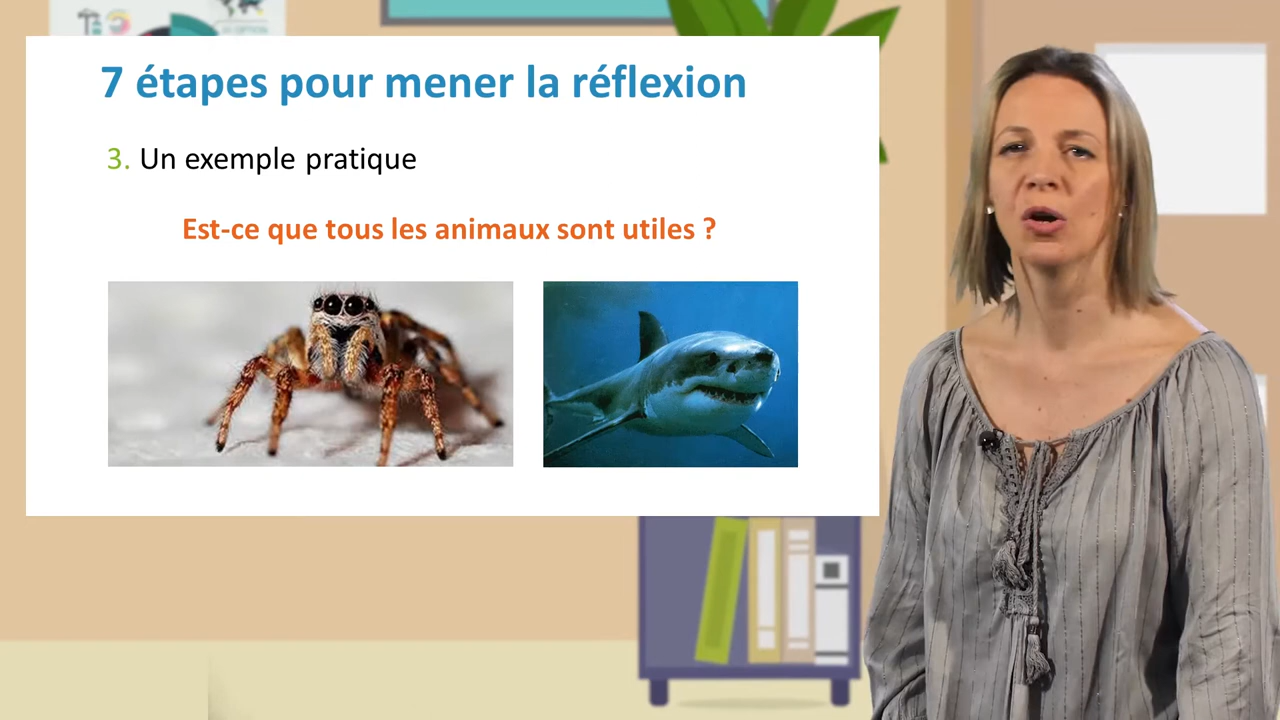 7 étapes pour mener la réflexion
3. Un exemple pratique
Est-ce que tous les animaux sont utiles ?